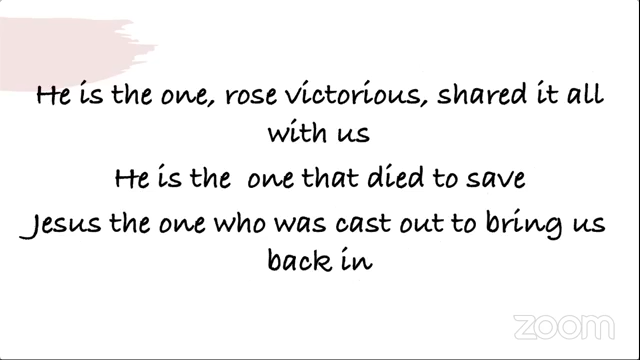 He is the one, rose victorious, shared it all
with us
He is the one that died to save
Jesus the one who was cast out to bring us
back in
zoom